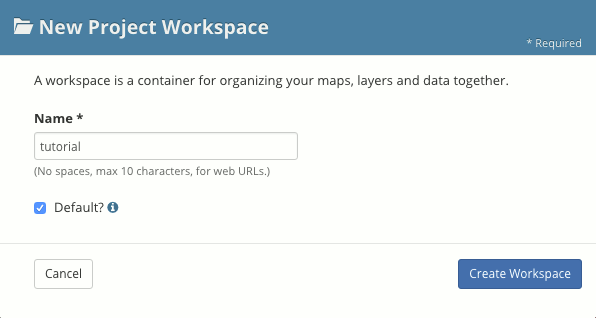 New Project Workspace
* Required
A workspace is a container for organizing your maps, layers and data together.
Name *
tutorial
(No spaces, max 10 characters, for web URLs.)
Default?
Cancel
Create Workspace